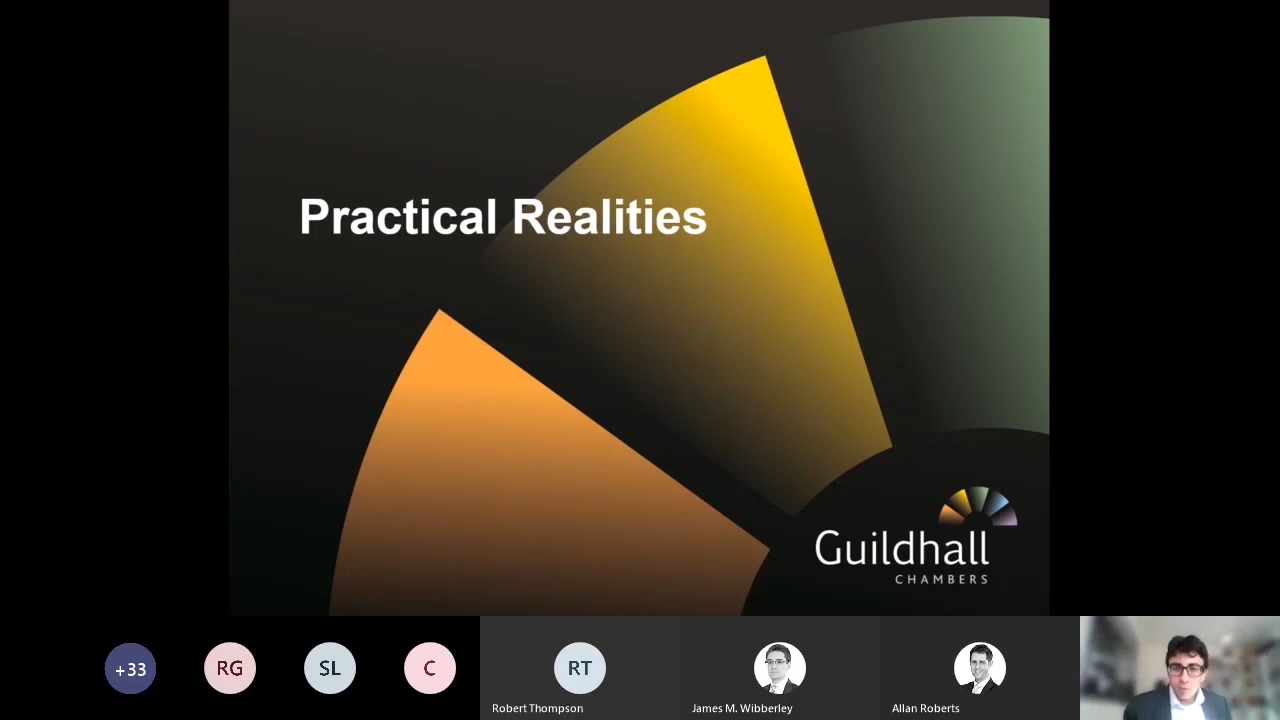 Practical Realities
Guildhall
CHAMBERS
+33
RG
SL
C
RT
Robert Thompson
James M. Wibberley
Allan Roberts